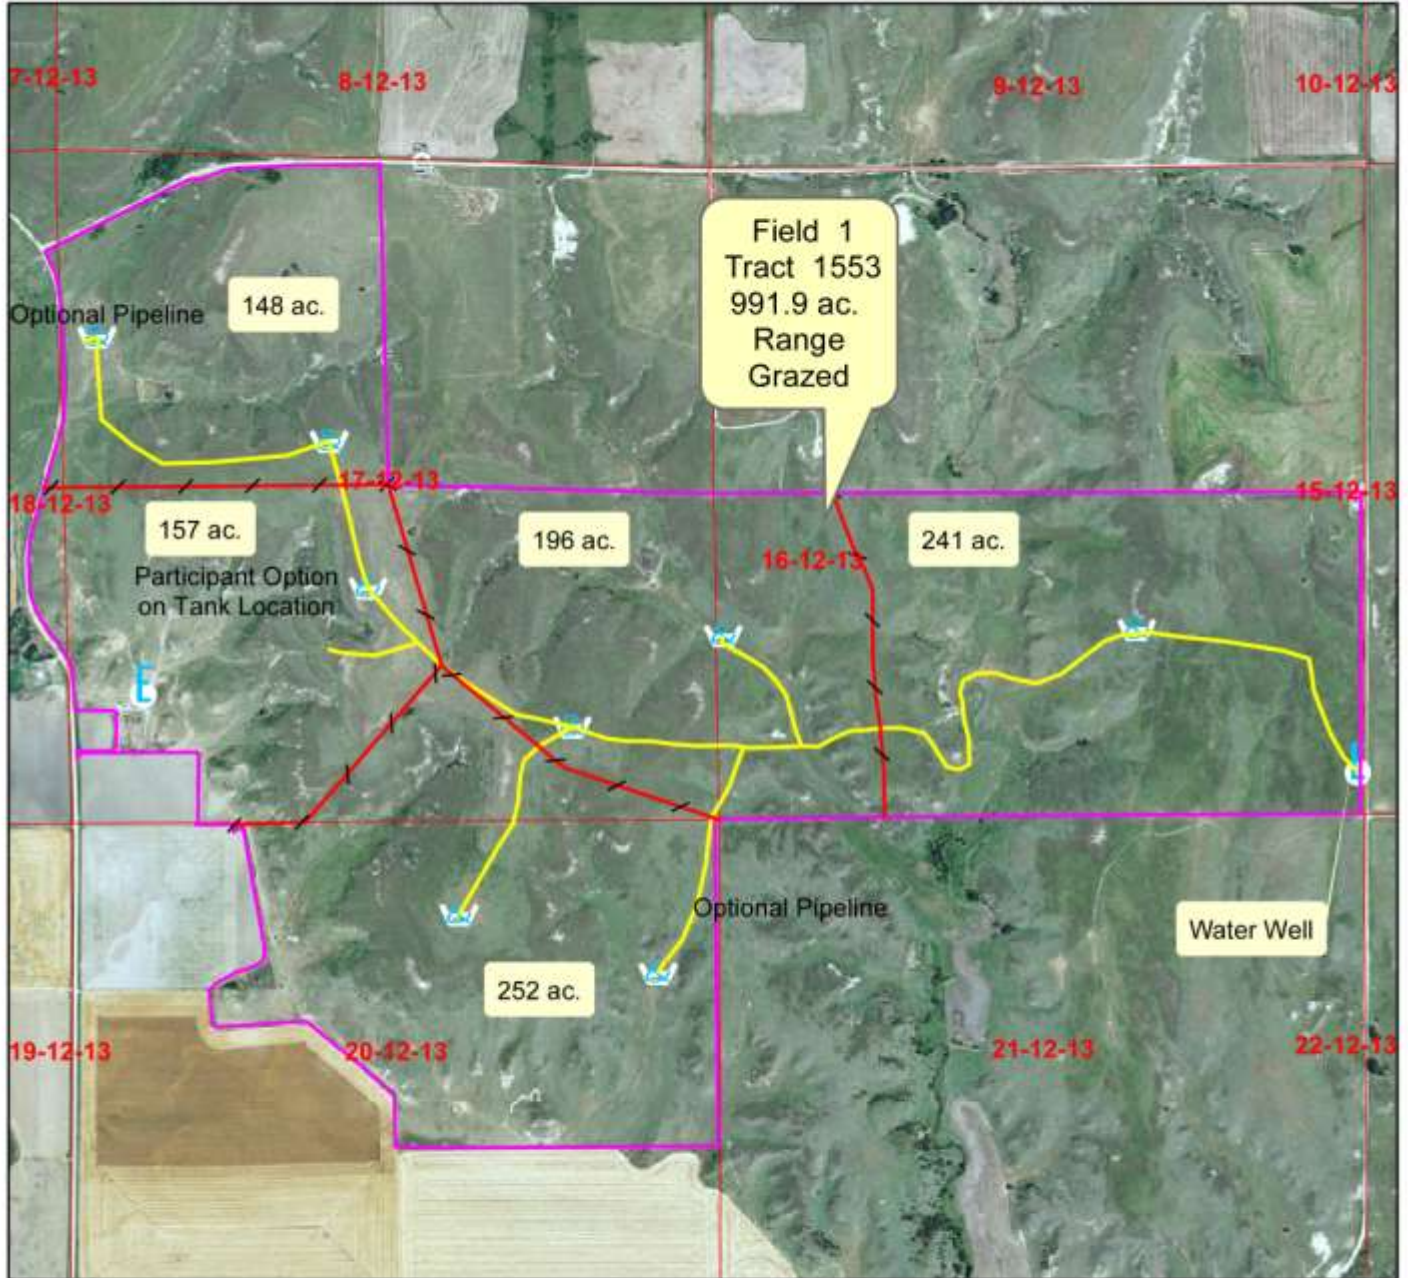 7-12-13
8-12-13
9-12-13
10-12-13
Field 1
Tract 1553
991.9 ac.
Range
Grazed
148 ac.
Optional Pipeline
17-12-13
18-12-13
15-12-13
157 ac.
196 ac.
241 ac.
16-12-13
Participant Option
on Tank Location
E
Optional Pipeline
Water Well
252 ac.
19-12-13
20-12-13
21-12-13
22-12-13